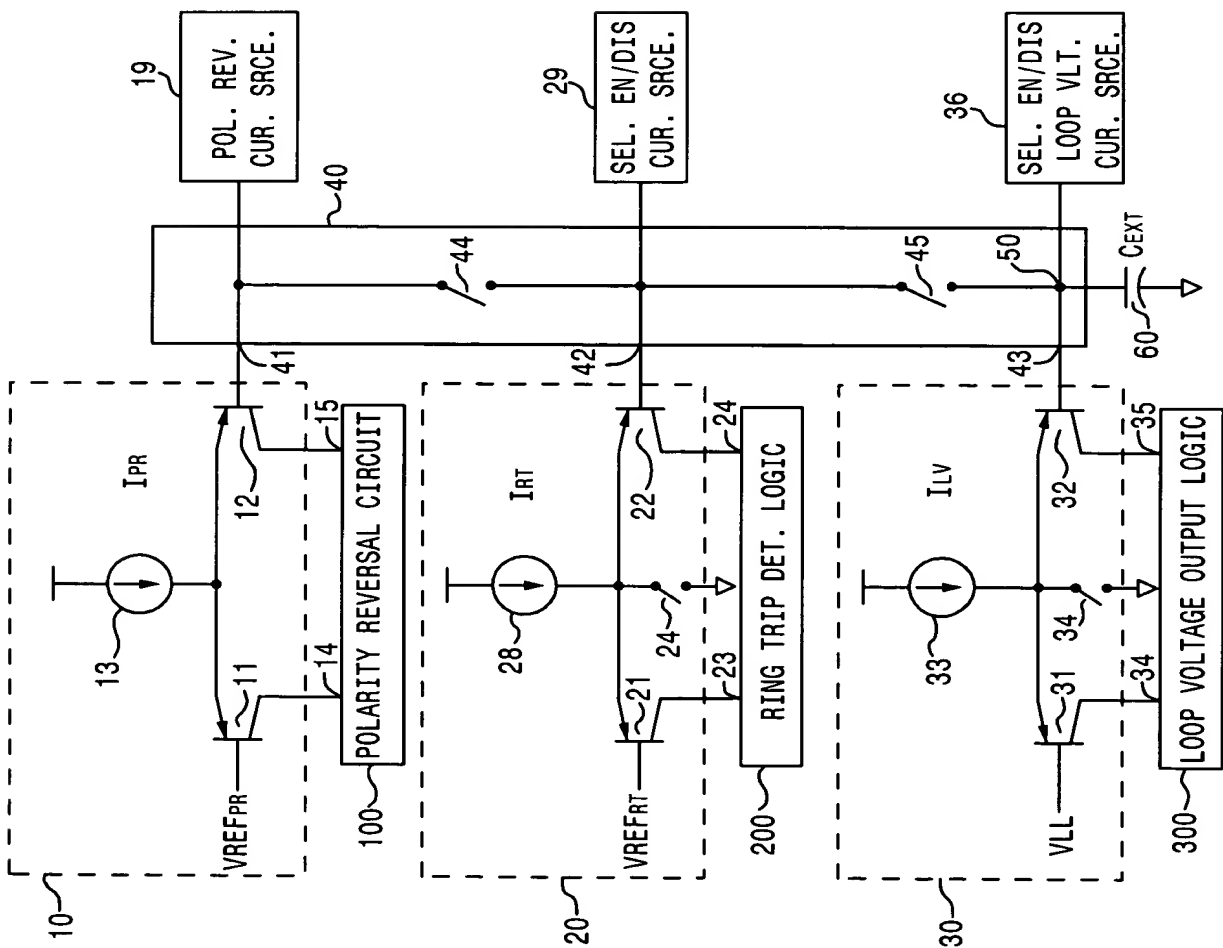 19
POL. REV.
CUR. SRCE.
40
41
44
10
IPR
13
11
12
VREFPR
14
15
POLARITY REVERSAL CIRCUIT
100
29
SEL. EN/DIS
CUR. SRCE.
42
45
20
IRT
28
21
22
24
VREFRT
23
24
RING TRIP DET. LOGIC
200
36
SEL. EN/DIS
LOOP VLT.
CUR. SRCE.
50
43
CEXT
60
30
ILV
33
31
32
34
VLL
34
35
LOOP VOLTAGE OUTPUT LOGIC
300